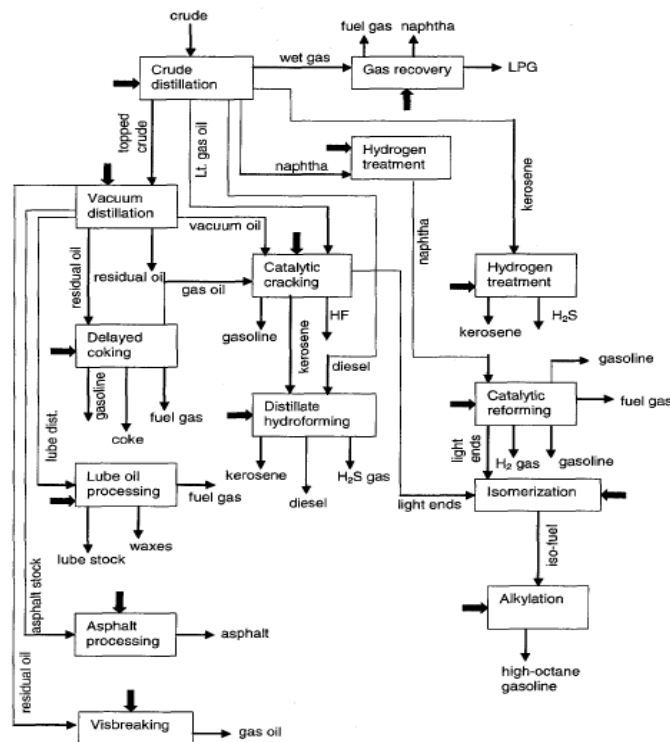 crude
fuel gas
naphtha
Crude
distillation
wet gas
Gas recovery
LPG
topped
crude
Lt. gas oil
naphtha
Hydrogen
treatment
kerosene
Vacuum
distillation
vacuum oil
naphtha
residual oil
residual oil
gas oil
Catalytic
cracking
Hydrogen
treatment
kerosene
H₂S
Delayed
coking
gasoline
kerosene
HF
diesel
gasoline
Catalytic
reforming
fuel gas
gasoline
coke
fuel gas
Distillate
hydroforming
lube dist.
light
ends
H₂ gas
gasoline
Lube oil
processing
fuel gas
kerosene
diesel
H₂S gas
light ends
Isomerization
lube stock
waxes
iso-fuel
asphalt stock
Asphalt
processing
asphalt
Alkylation
high-octane
gasoline
residual oil
Visbreaking
gas oil